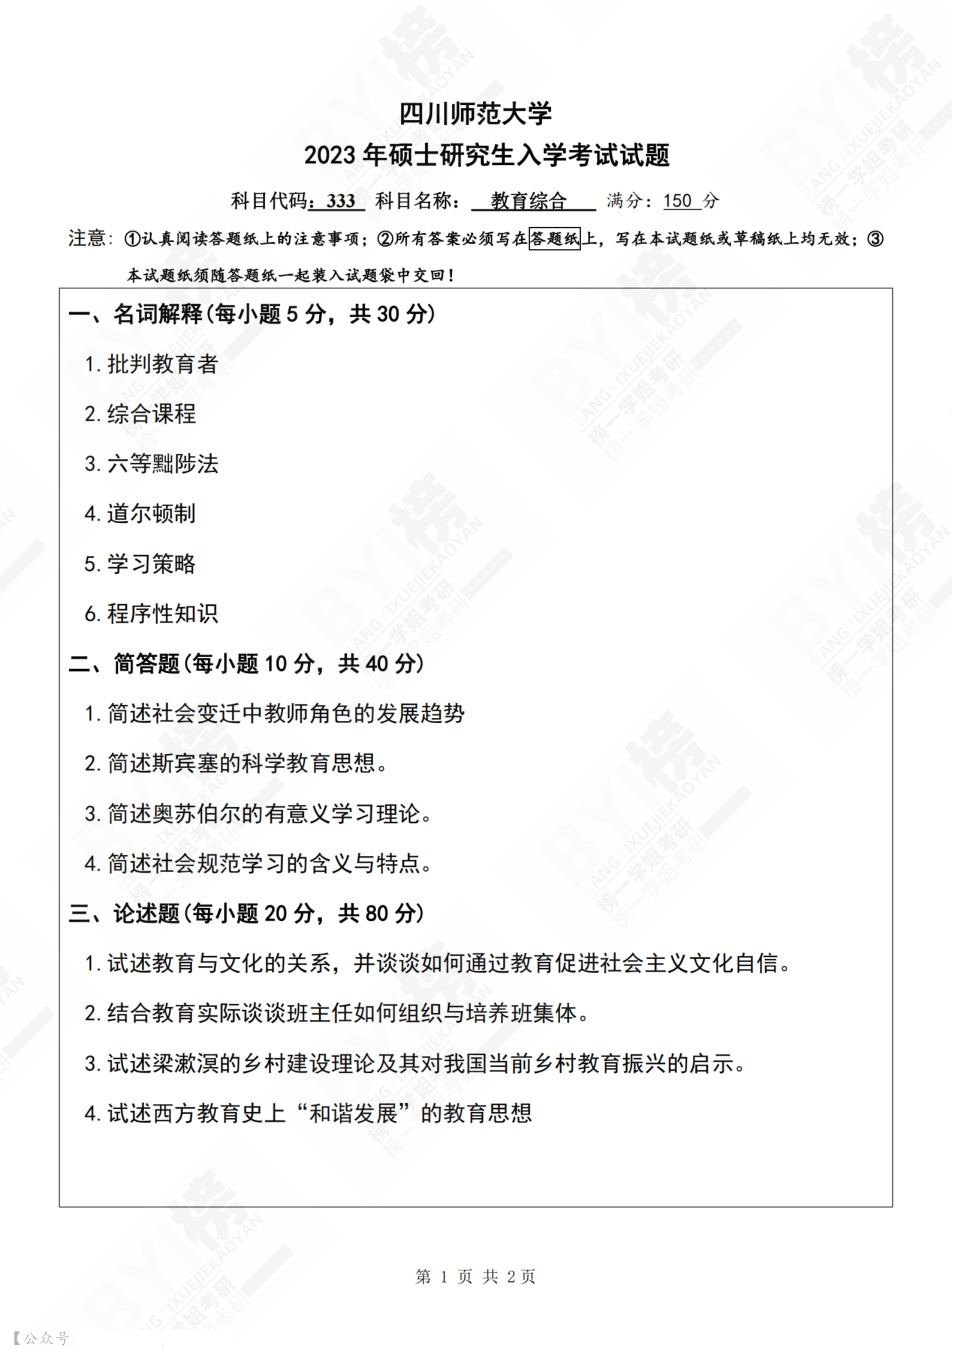 四川师范大学
2023 年硕士研究生入学考试试题
科目代码：333 科目名称： 教育综合 满分：150 分
注意：①认真阅读答题纸上的注意事项；②所有答案必须写在答题纸上，写在本试题纸或草稿纸上均无效；③
本试题纸须随答题纸一起装入试题袋中交回！
一、名词解释(每小题 5 分，共 30 分)
1.批判教育者
2.综合课程
3.六等黜陟法
4.道尔顿制
5.学习策略
6.程序性知识
二、简答题(每小题 10 分，共 40 分)
1.简述社会变迁中教师角色的发展趋势
2.简述斯宾塞的科学教育思想。
3.简述奥苏伯尔的有意义学习理论。
4.简述社会规范学习的含义与特点。
三、论述题(每小题 20 分，共 80 分)
1.试述教育与文化的关系，并谈谈如何通过教育促进社会主义文化自信。
2.结合教育实际谈谈班主任如何组织与培养班集体。
3.试述梁漱溟的乡村建设理论及其对我国当前乡村教育振兴的启示。
4.试述西方教育史上“和谐发展”的教育思想
第 1 页 共 2 页
【公众号